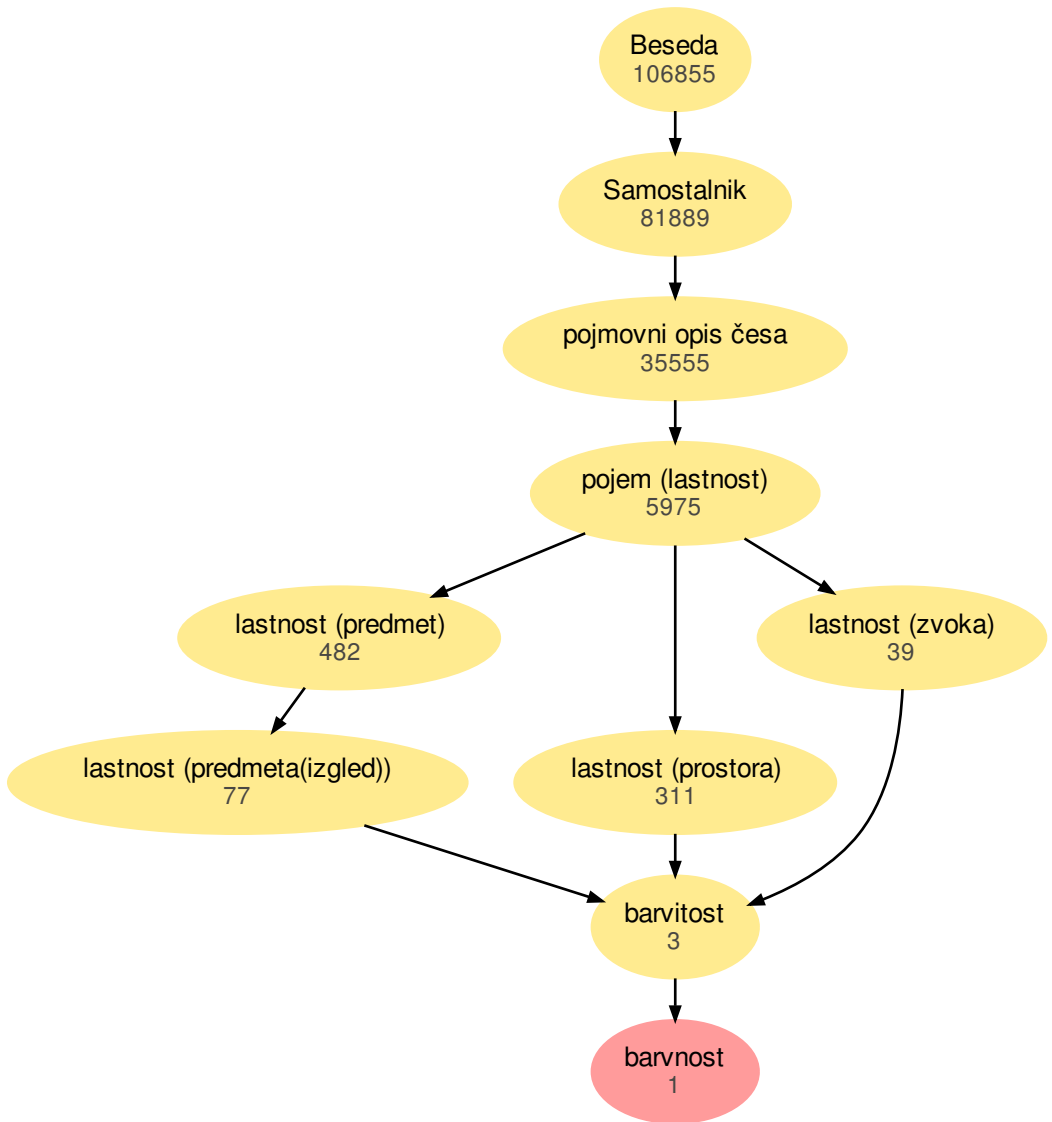 Beseda
106855
Samostalnik
81889
pojmovni opis česa
35555
pojem (lastnost)
5975
lastnost (predmet)
482
lastnost (zvoka)
39
lastnost (predmeta(izgled))
77
lastnost (prostora)
311
barvitost
3
barvnost
1